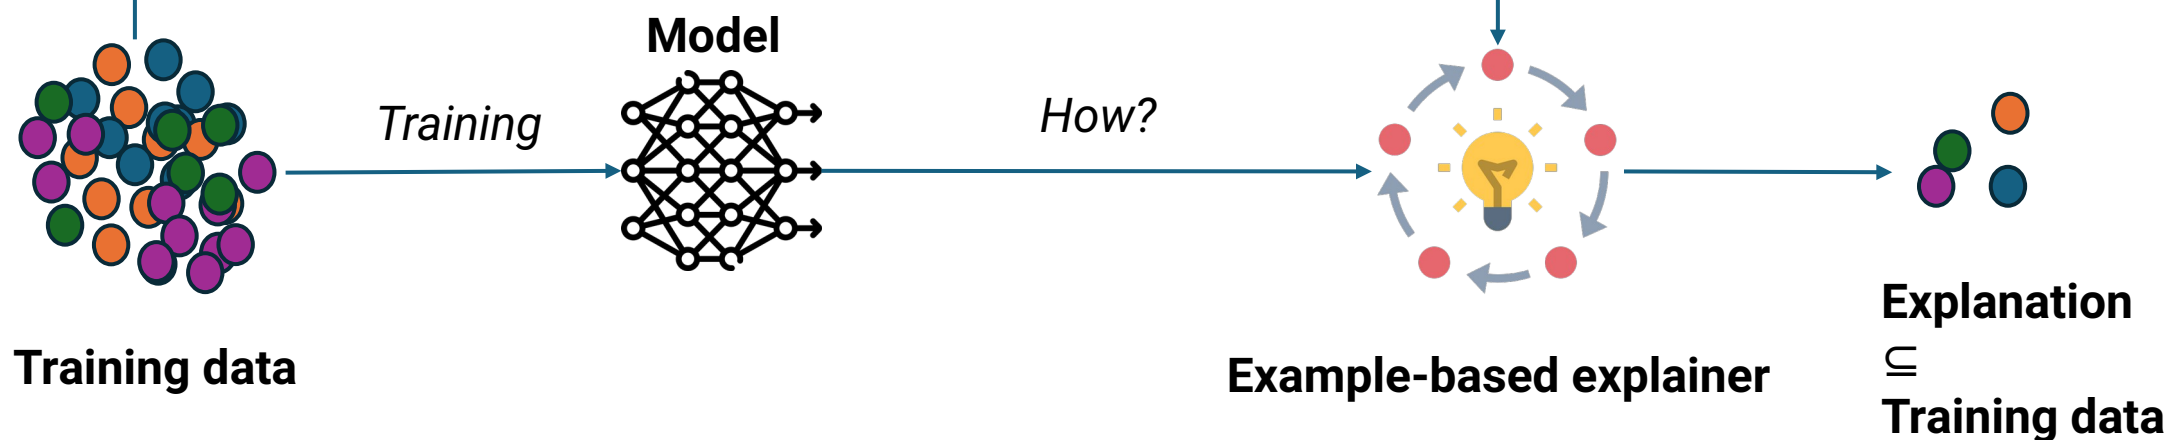 Model
Training
How?
Training data
Example-based explainer
Explanation
⊆
Training data